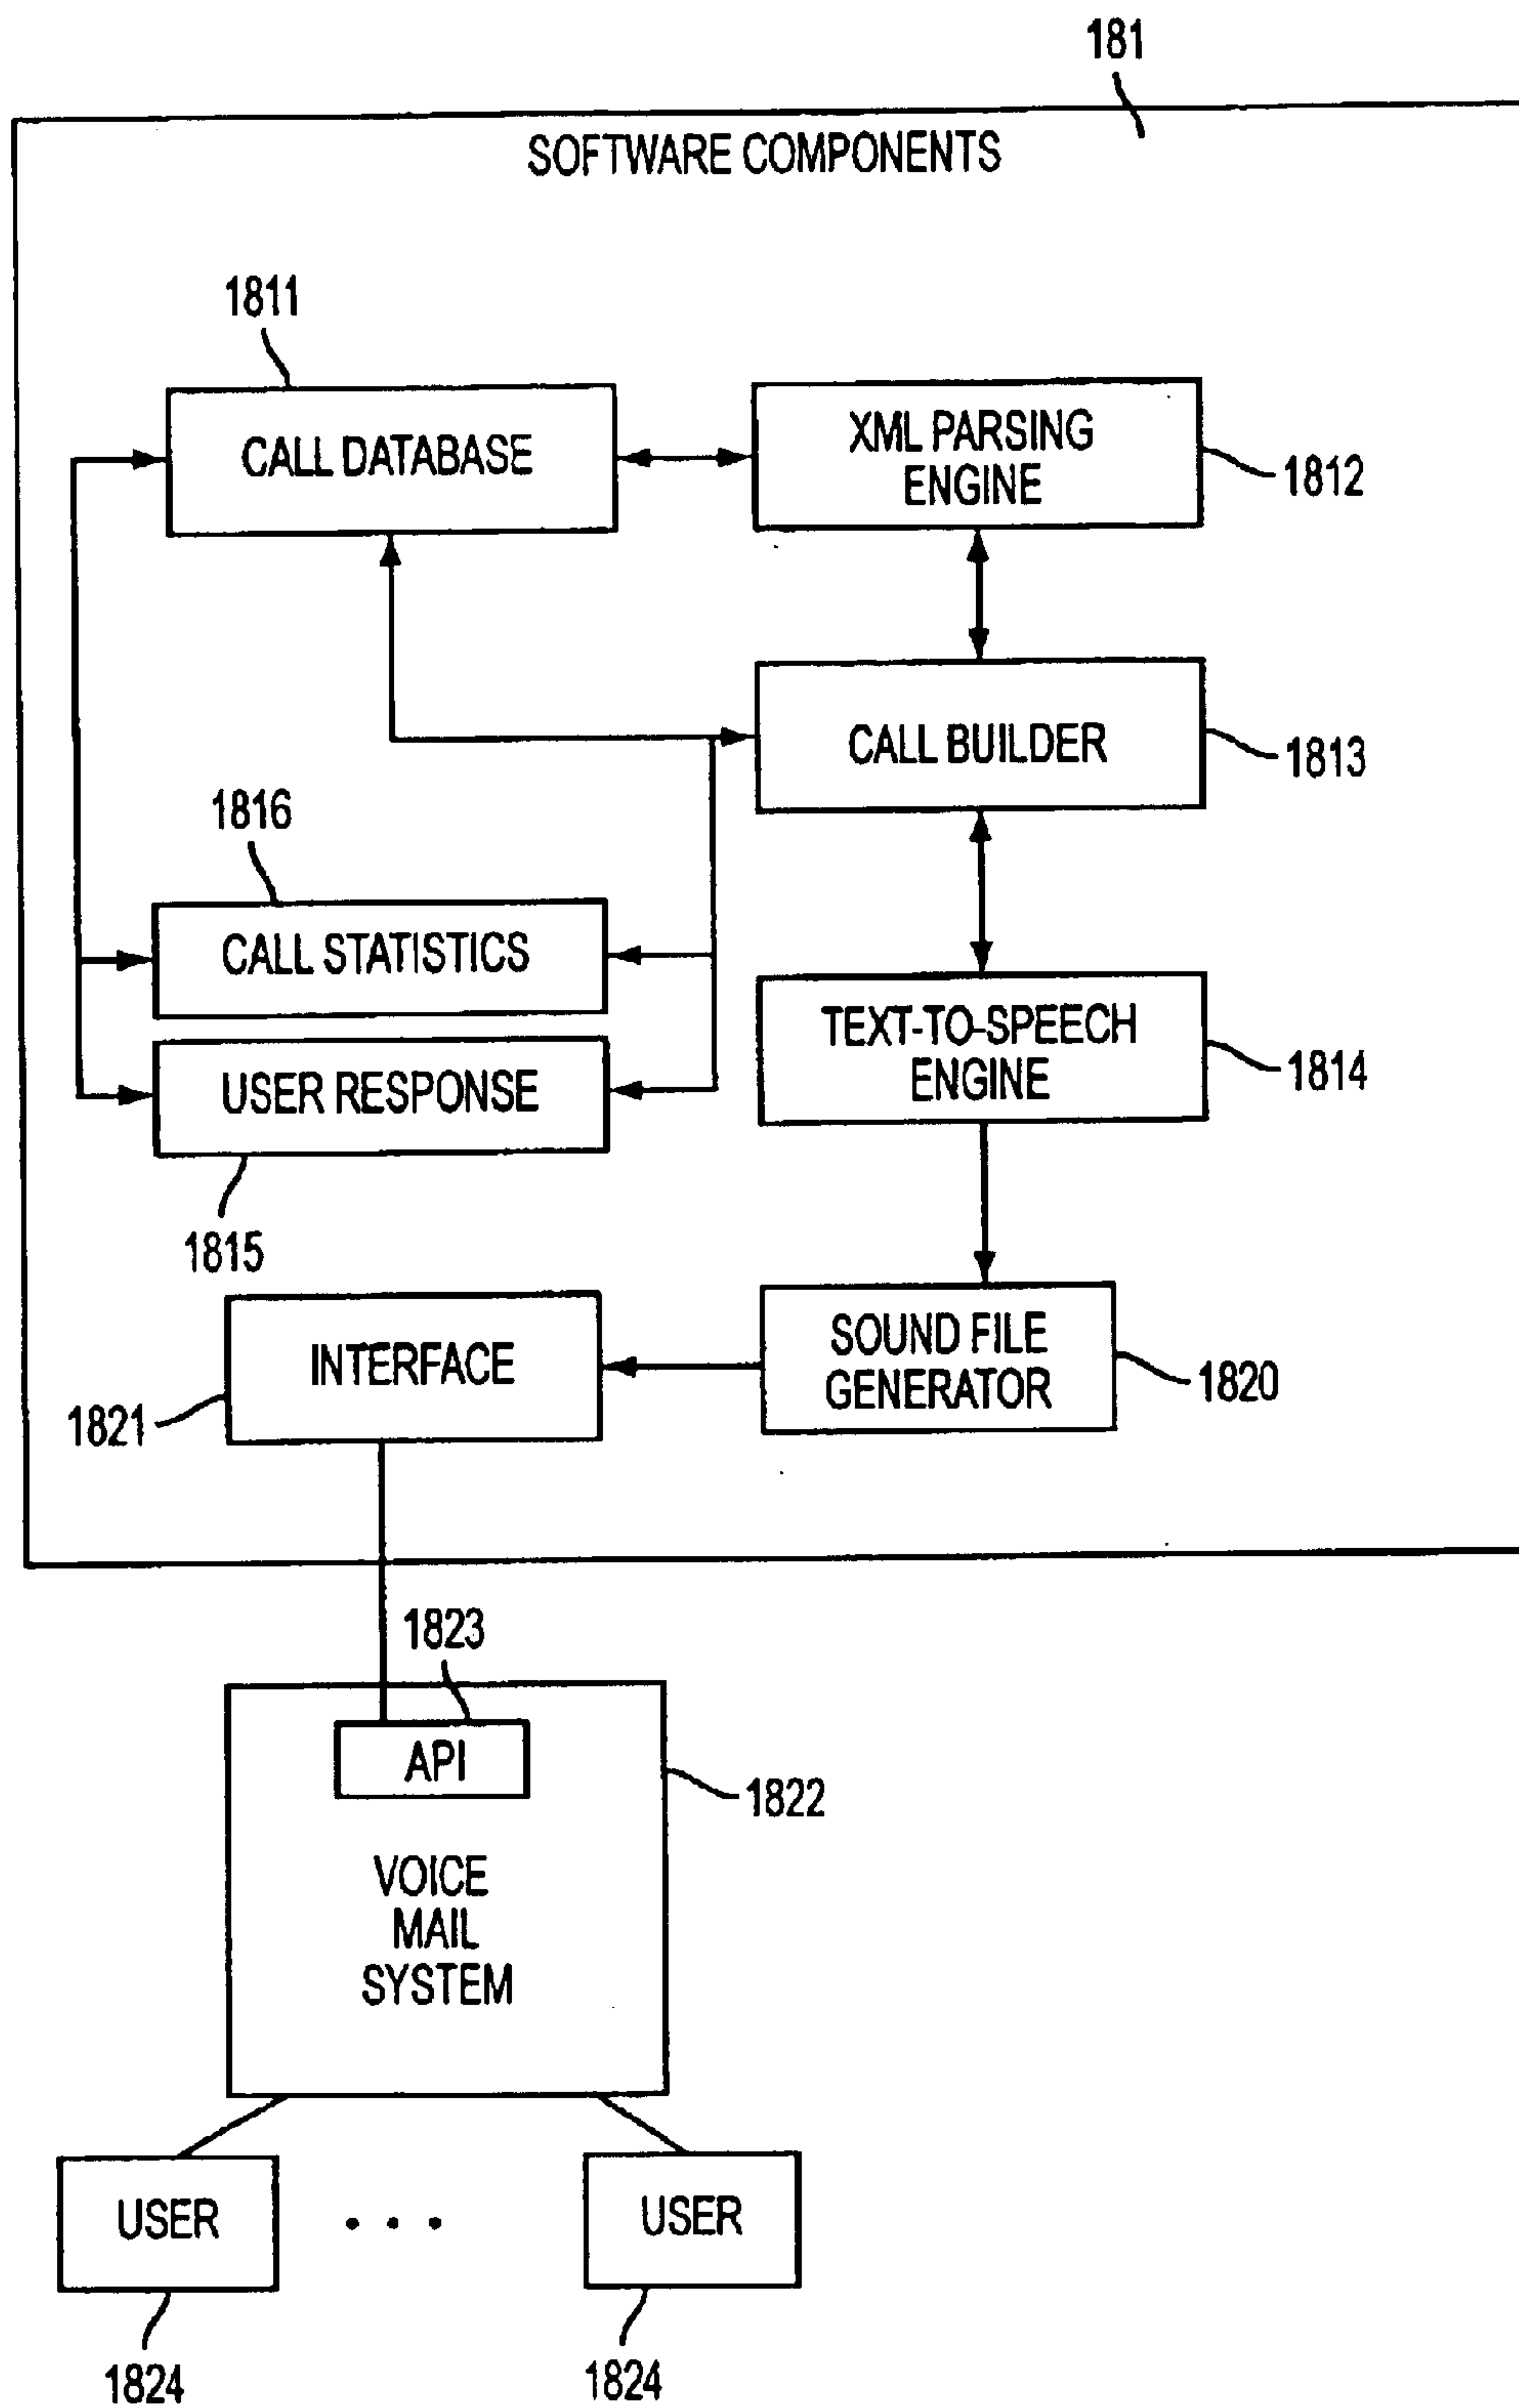 181
SOFTWARE COMPONENTS
1811
CALL DATABASE
XML PARSING
ENGINE
1812
CALL BUILDER
1813
1816
CALL STATISTICS
TEXT-TO-SPEECH
ENGINE
1814
USER RESPONSE
1815
INTERFACE
1821
SOUND FILE
GENERATOR
1820
1823
API
1822
VOICE
MAIL
SYSTEM
USER
. . .
USER
1824
1824